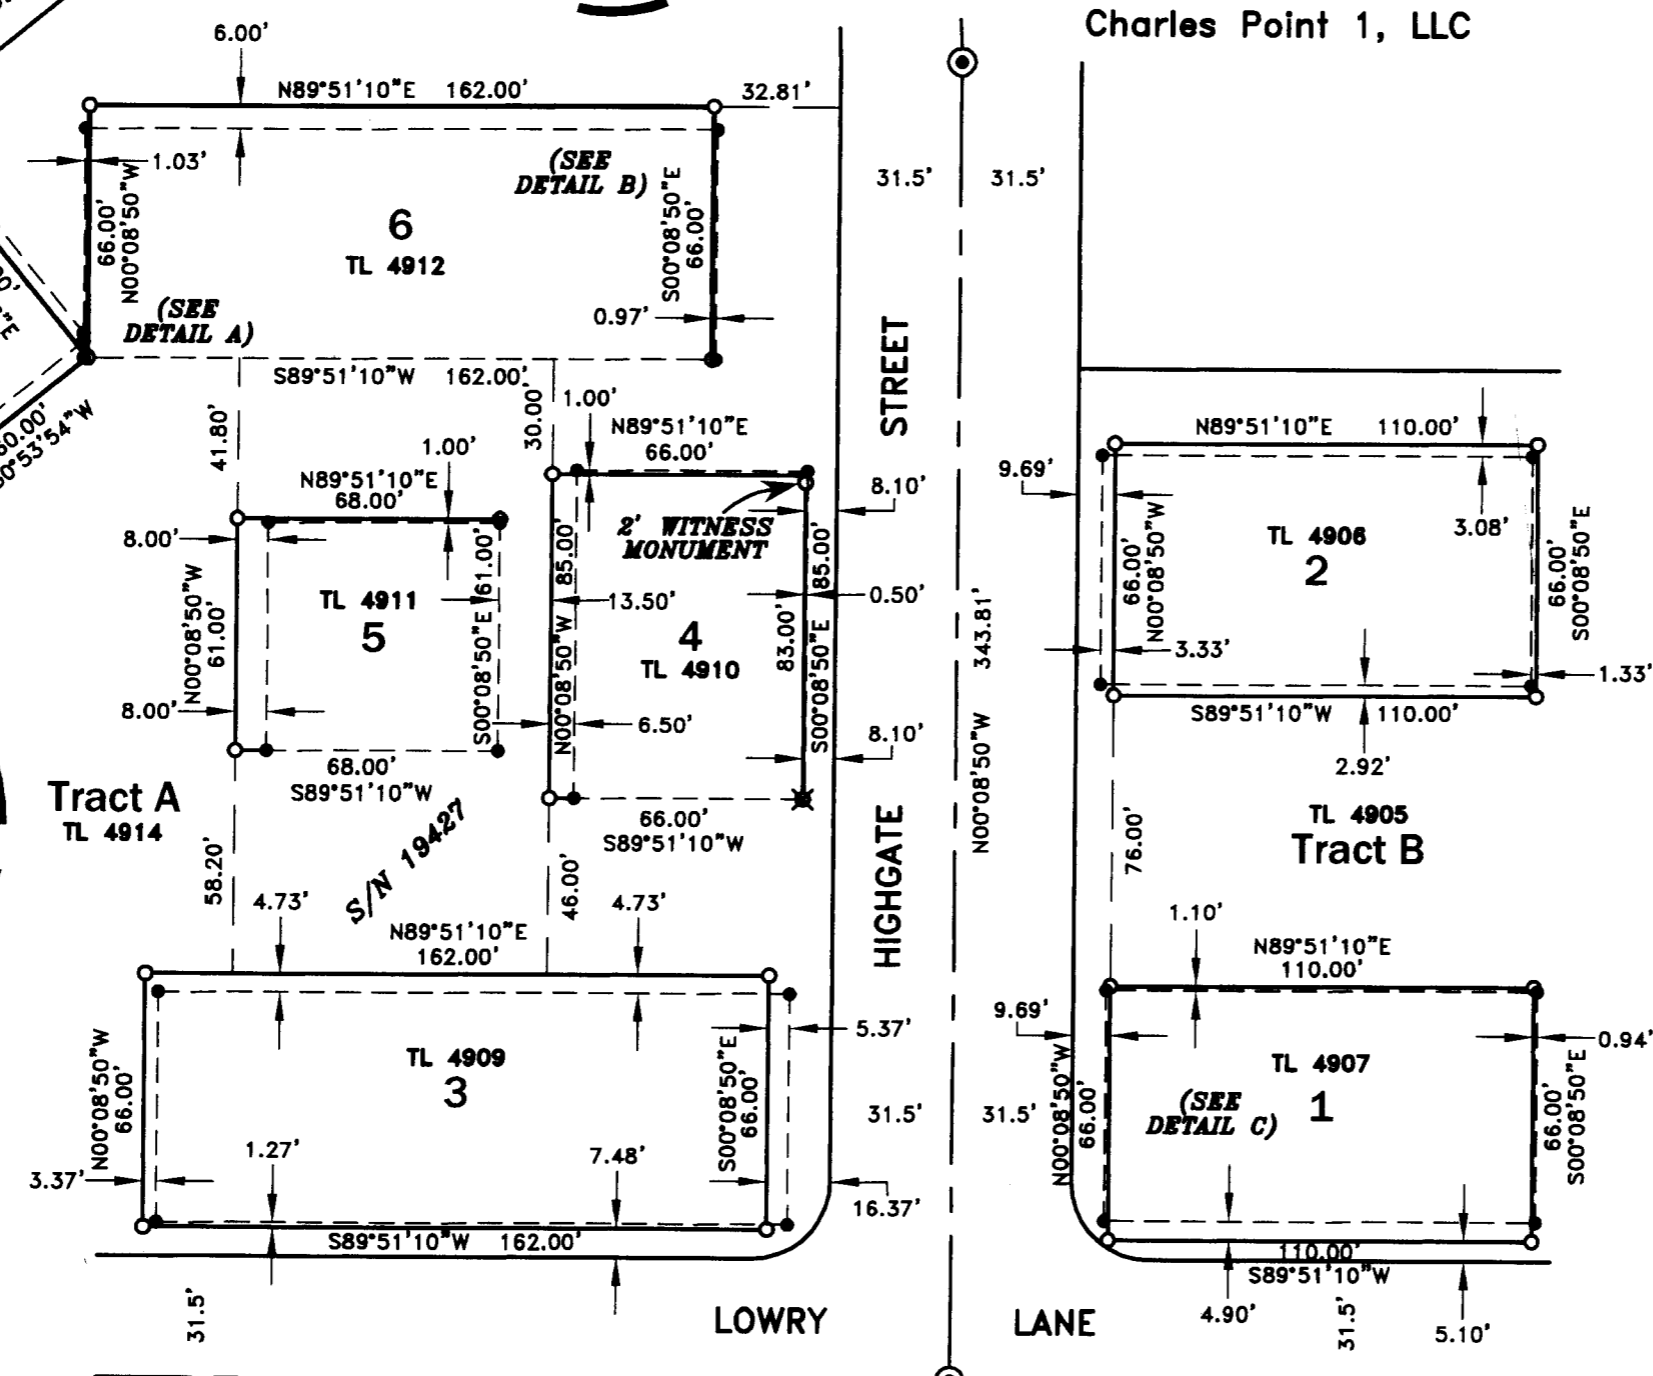 Charles Point 1, LLC
6.00'
N89°51'10"E 162.00'
32.81'
1.03'
(SEE
DETAIL B)
31.5'
31.5'
66.00'
N00°08'50"W
6
TL 4912
S00°08'50"E
66.00'
(SEE
DETAIL A)
0.97'
S89°51'10"W 162.00'
STREET
HIGHGATE
41.80'
30.00'
1.00'
N89°51'10"E
66.00'
1.00'
N89°51'10"E
68.00'
8.00'
2' WITNESS
MONUMENT
8.10'
N00°08'50"W
61.00'
TL 4911
5
61.00'
S00°08'50"E
85.00'
N00°08'50"W
13.50'
4
TL 4910
83.00'
85.00'
S00°08'50"E
0.50'
8.00'
6.50'
8.10'
68.00'
S89°51'10"W
66.00'
S89°51'10"W
Tract A
TL 4914
S/N 19427
58.20'
46.00'
4.73'
4.73'
N89°51'10"E
162.00'
N00°08'50"W
66.00'
TL 4909
3
S00°08'50"E
66.00'
5.37'
3.37'
1.27'
7.48'
16.37'
31.5'
S89°51'10"W 162.00'
31.5'
LOWRY LANE
343.81'
N00°08'50"W
N89°51'10"E 110.00'
9.69'
3.08'
66.00'
N00°08'50"W
TL 4906
2
66.00'
S00°08'50"E
3.33'
1.33'
S89°51'10"W 110.00'
2.92'
TL 4905
Tract B
76.00'
1.10'
N89°51'10"E
110.00'
9.69'
0.94'
N00°08'50"W
66.00'
TL 4907
1
(SEE
DETAIL C)
66.00'
S00°08'50"E
31.5'
110.00'
S89°51'10"W
4.90'
31.5'
5.10'